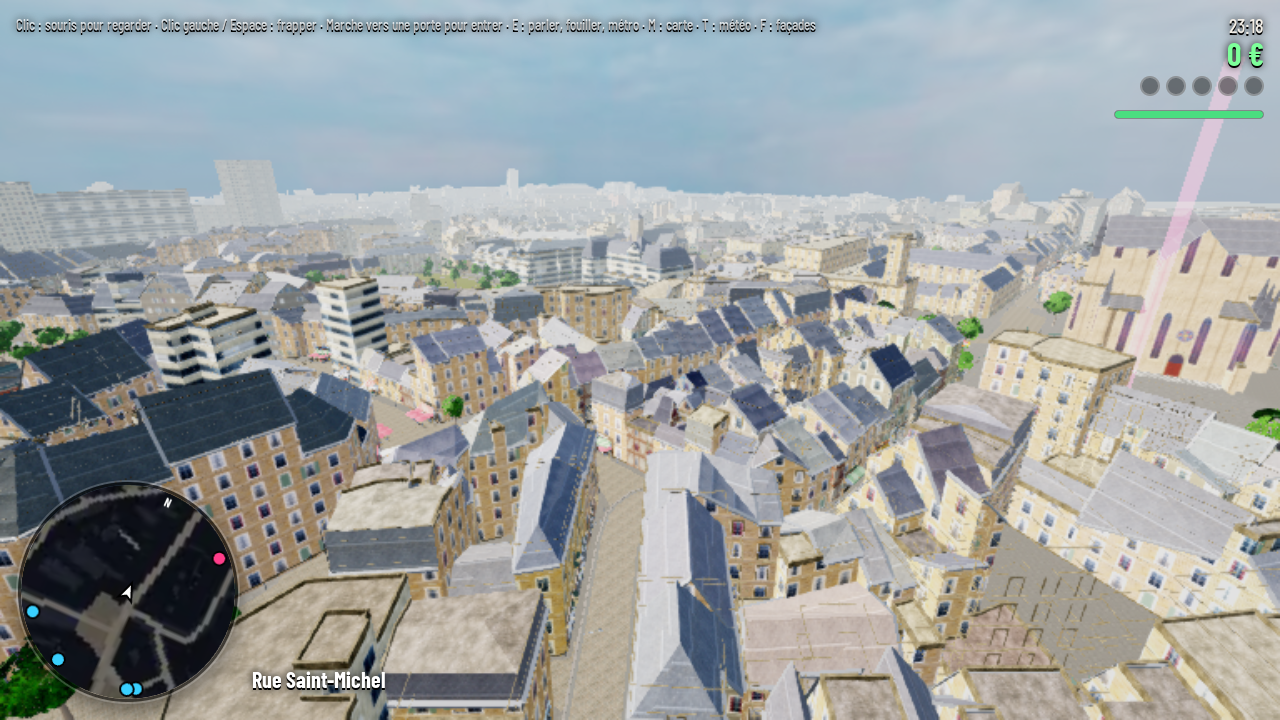 Clic : souris pour regarder · Clic gauche / Espace : frapper · Marche vers une porte pour entrer · E : parler, fouiller, métro · M : carte · T : météo · F : façades
23:18
0 €
N
Rue Saint-Michel